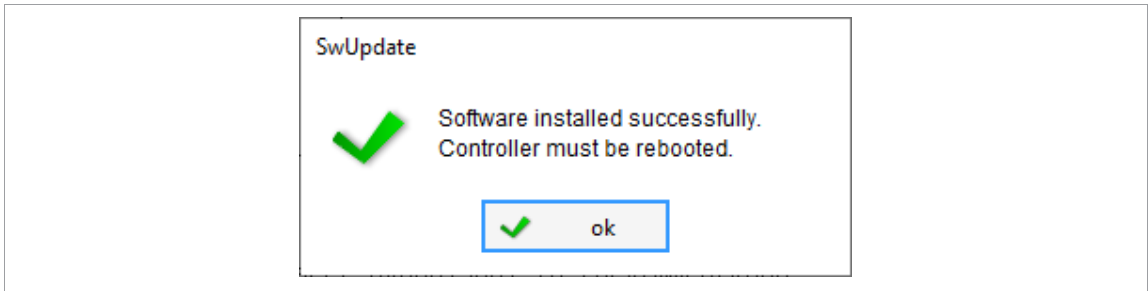 SwUpdate
Software installed successfully.
Controller must be rebooted.
ok